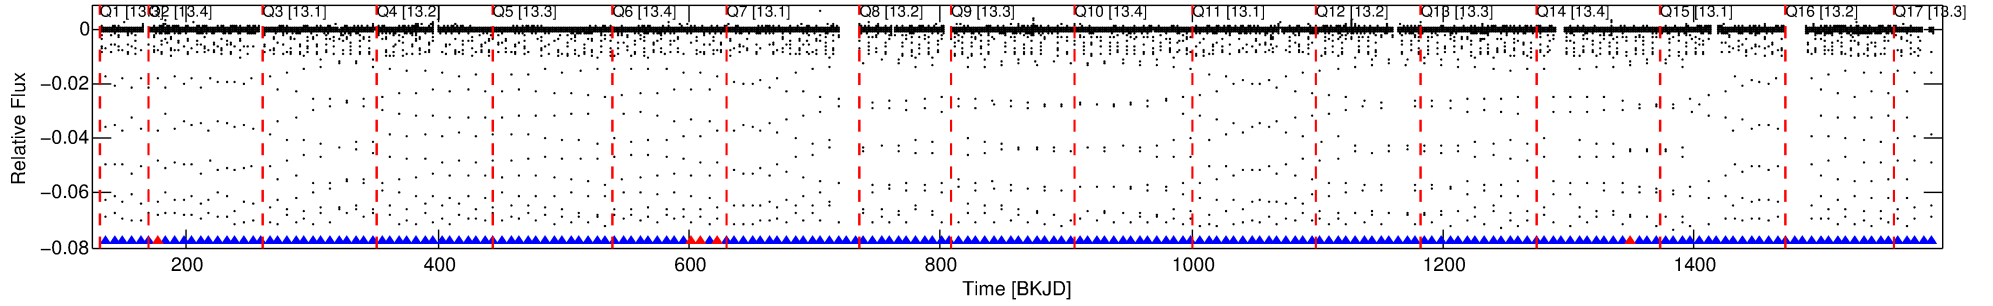 Q1 [13. Q2 [13.4] Q3 [13.1] Q4 [13.2] Q5 [13.3] Q6 [13.4] Q7 [13.1] Q8 [13.2] Q9 [13.3] Q10 [13.4] Q11 [13.1] Q12 [13.2] Q13 [13.3] Q14 [13.4] Q15 [13.1] Q16 [13.2] Q17 [13.3]
0
−0.02
−0.04
−0.06
−0.08
Relative Flux
200 400 600 800 1000 1200 1400
Time [BKJD]